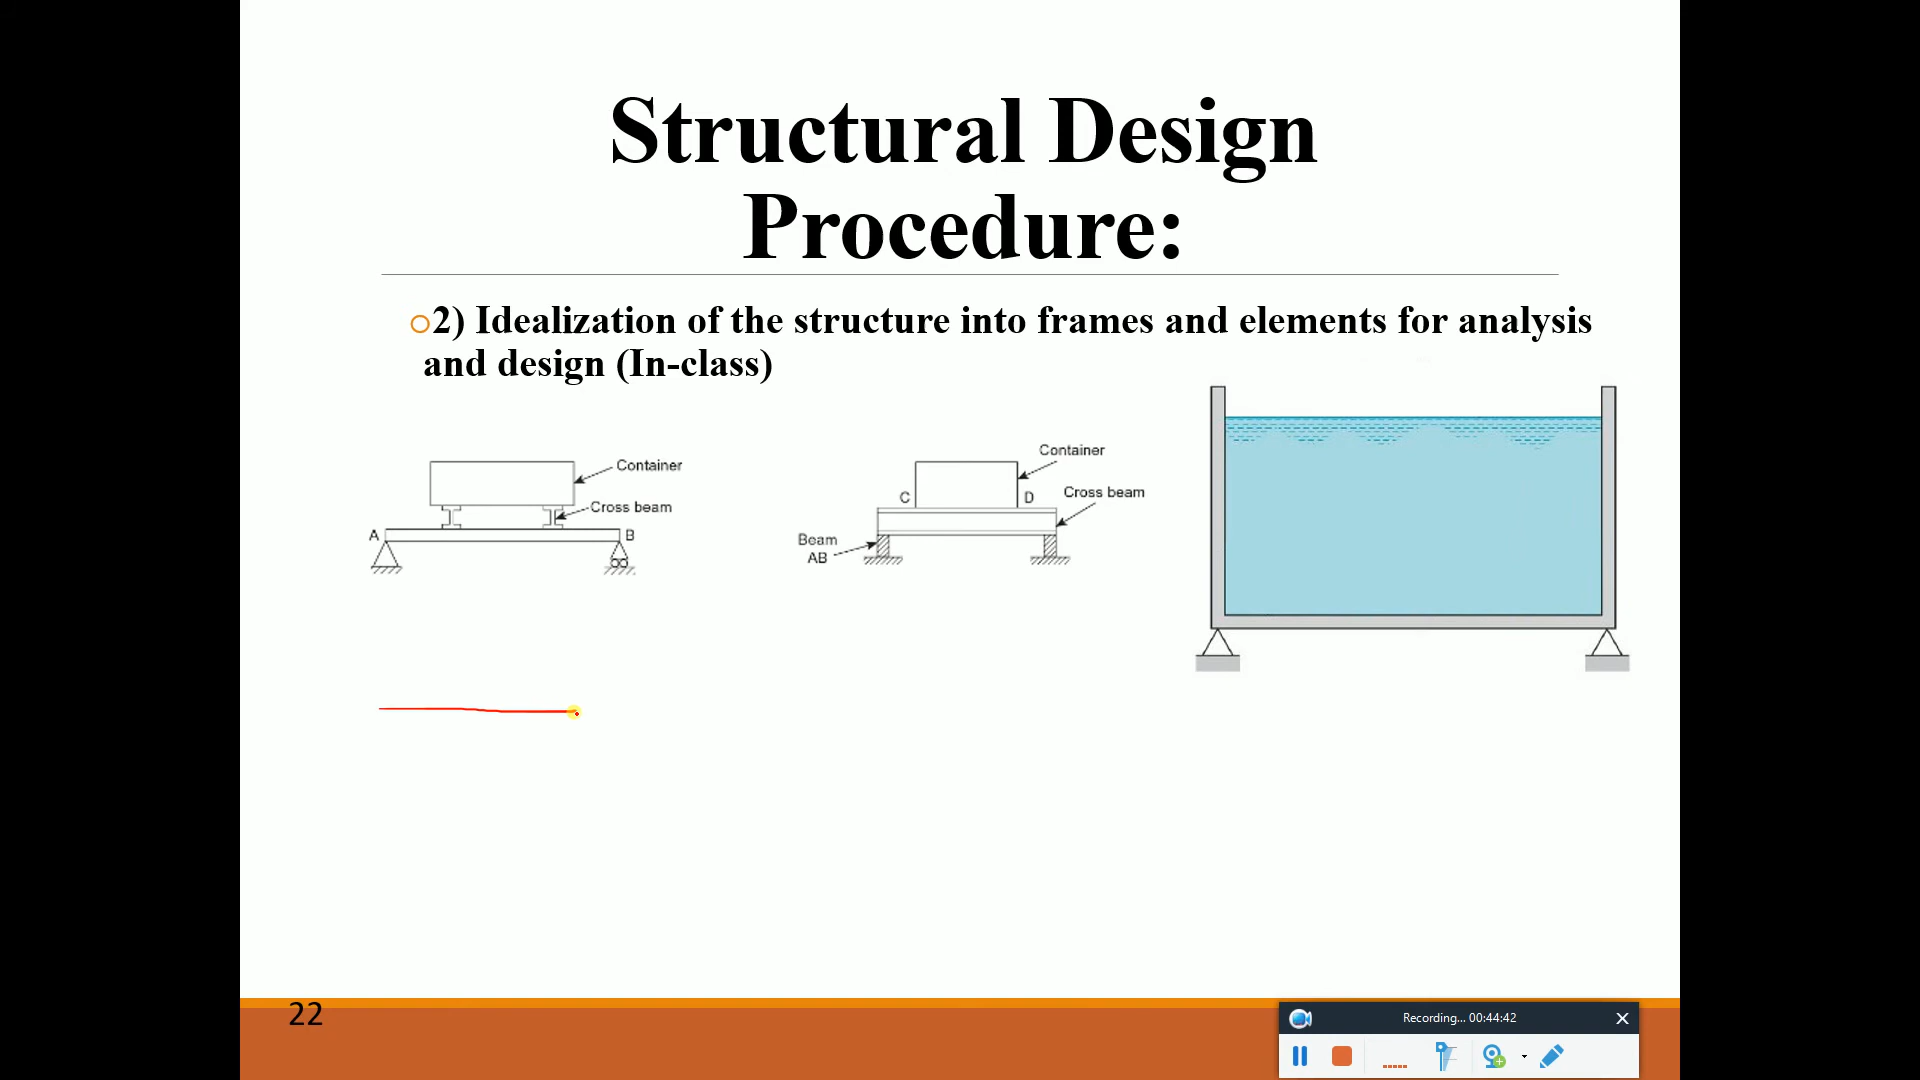 Structural Design
Procedure:
2) Idealization of the structure into frames and elements for analysis
and design (In-class)
Container
Cross beam
A
B
Container
C
D
Cross beam
Beam
AB
22
Recording... 00:44:42